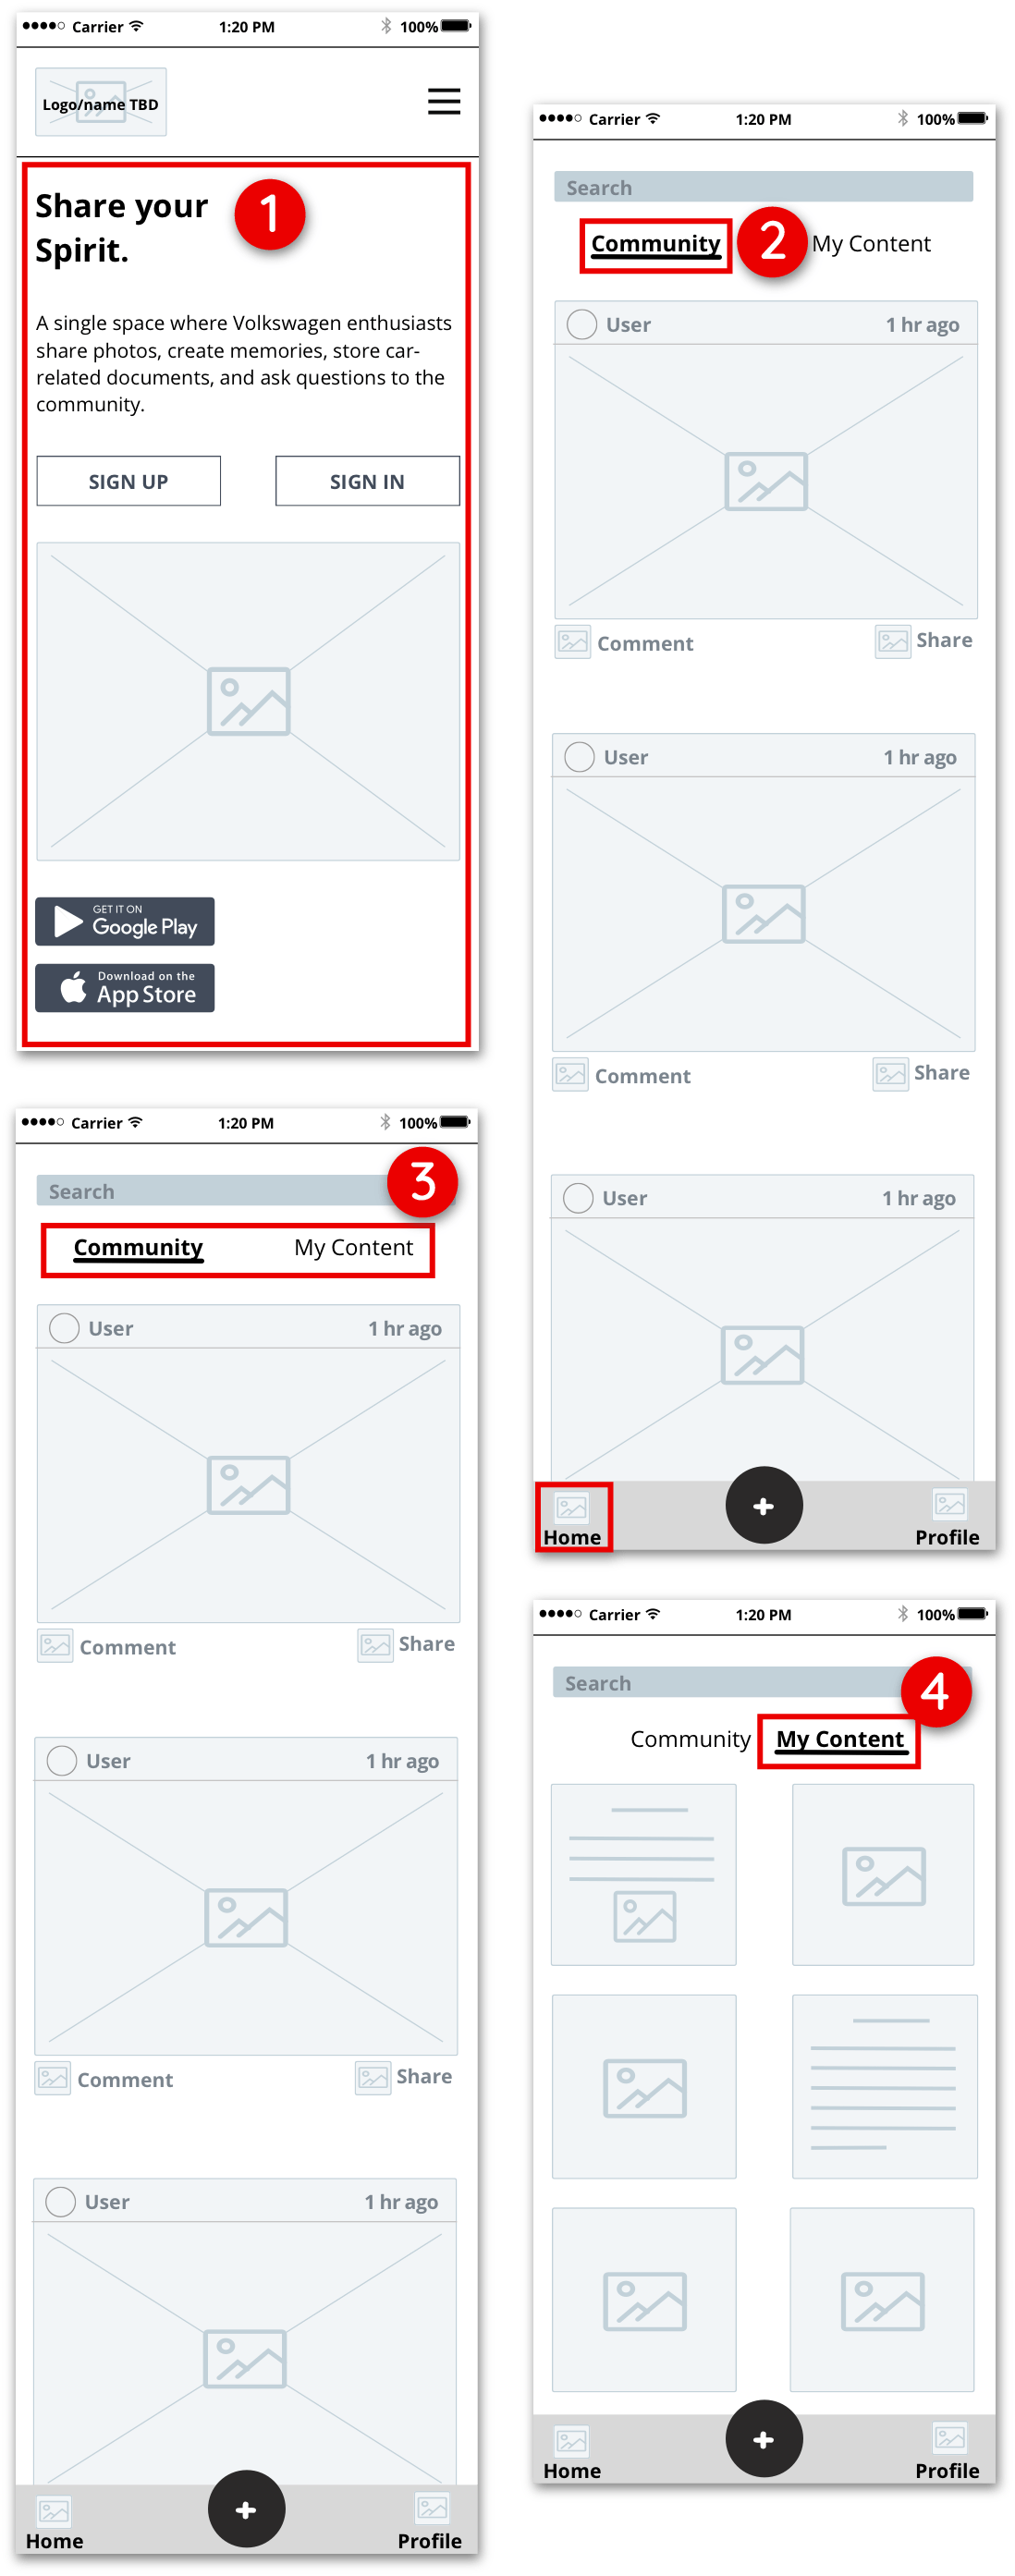 Carrier 1:20 PM 100%
Logo/name TBD
Share your
Spirit.
1
A single space where Volkswagen enthusiasts
share photos, create memories, store car-
related documents, and ask questions to the
community.
SIGN UP SIGN IN
GET IT ON
Google Play
Download on the
App Store
Carrier 1:20 PM 100%
Search
Community 2 My Content
User 1 hr ago
Comment Share
User 1 hr ago
Comment Share
User 1 hr ago
+
Home Profile
Carrier 1:20 PM 100%
Search 3
Community My Content
User 1 hr ago
Comment Share
User 1 hr ago
Comment Share
User 1 hr ago
+
Home Profile
Carrier 1:20 PM 100%
Search 4
Community My Content
+
Home Profile